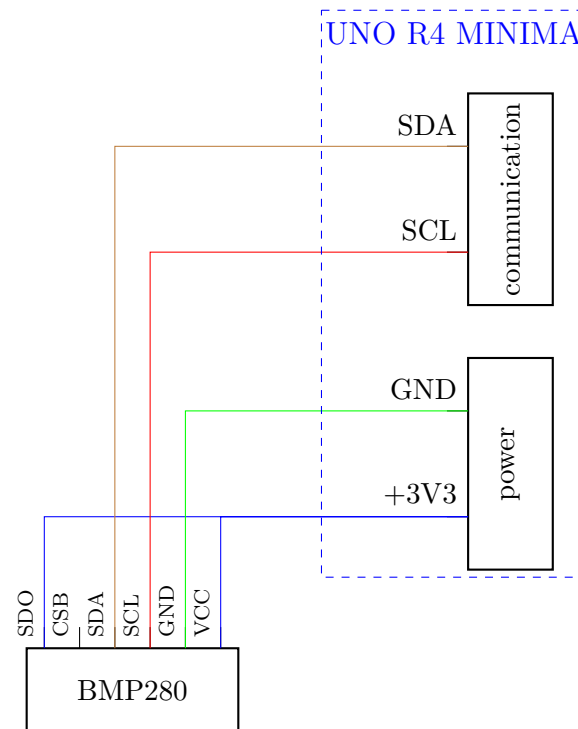 UNO R4 MINIMA
SDA
communication
SCL
GND
power
+3V3
SDO
CSB
SDA
SCL
GND
VCC
BMP280